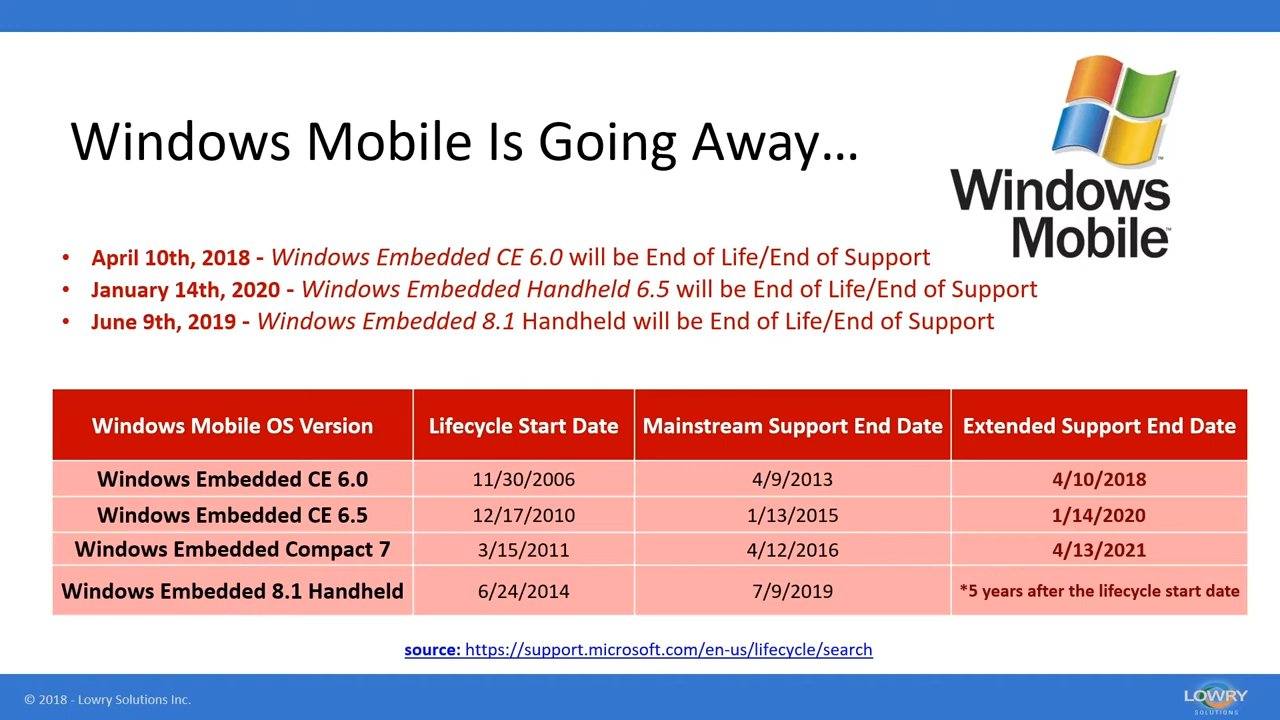 Windows Mobile Is Going Away...
Windows
Mobile
™
• April 10th, 2018 - Windows Embedded CE 6.0 will be End of Life/End of Support
• January 14th, 2020 - Windows Embedded Handheld 6.5 will be End of Life/End of Support
• June 9th, 2019 - Windows Embedded 8.1 Handheld will be End of Life/End of Support
Windows Mobile OS Version Lifecycle Start Date Mainstream Support End Date Extended Support End Date
Windows Embedded CE 6.0 11/30/2006 4/9/2013 4/10/2018
Windows Embedded CE 6.5 12/17/2010 1/13/2015 1/14/2020
Windows Embedded Compact 7 3/15/2011 4/12/2016 4/13/2021
Windows Embedded 8.1 Handheld 6/24/2014 7/9/2019 *5 years after the lifecycle start date
source: https://support.microsoft.com/en-us/lifecycle/search
© 2018 - Lowry Solutions Inc.
LOWRY
SOLUTIONS